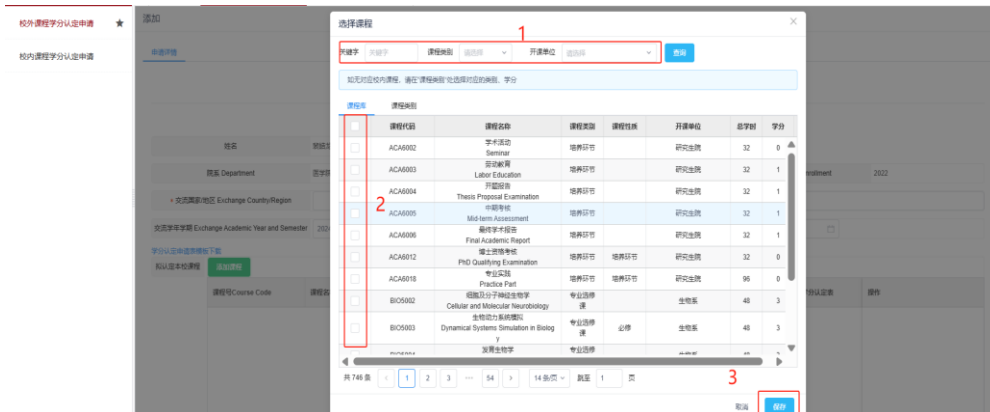 校外课程学分认定申请
校内课程学分认定申请
添加
申请详情
姓名
院系 Department
交流国家/地区 Exchange Country/Region
交流学年学期 Exchange Academic Year and Semester
学分认定申请表模板下载
拟认定本校课程 添加课程
课程号Course Code
操作
2022
选择课程
1
关键字 关键字 课程类别 请选择 开课单位 请选择 查询
如无对应校内课程，请在"课程类别"处选择对应的类别、学分
课程库 课程类别
课程代码 课程名称 课程类别 课程性质 开课单位 总学时 学分
ACA6002 学术活动 培养环节 研究生院 32 0
Seminar
ACA6003 劳动教育 培养环节 研究生院 32 1
Labor Education
ACA6004 开题报告 培养环节 研究生院 32 1
Thesis Proposal Examination
2
ACA6005 中期考核 培养环节 研究生院 32 1
Mid-term Assessment
ACA6006 最终学术报告 培养环节 研究生院 32 1
Final Academic Report
ACA6012 博士资格考核 培养环节 培养环节 研究生院 32 0
PhD Qualifying Examination
ACA6018 专业实践 培养环节 培养环节 研究生院 96 0
Practice Part
BIO5002 细胞及分子神经生物学 专业选修课 生物系 48 3
Cellular and Molecular Neurobiology
BIO5003 生物动力系统模拟 专业选修课 必修 生物系 48 3
Dynamical Systems Simulation in Biology
发育生物学 专业选修
共 746 条 1 2 3 ... 54 14 条/页 跳至 1 页
3
取消 保存